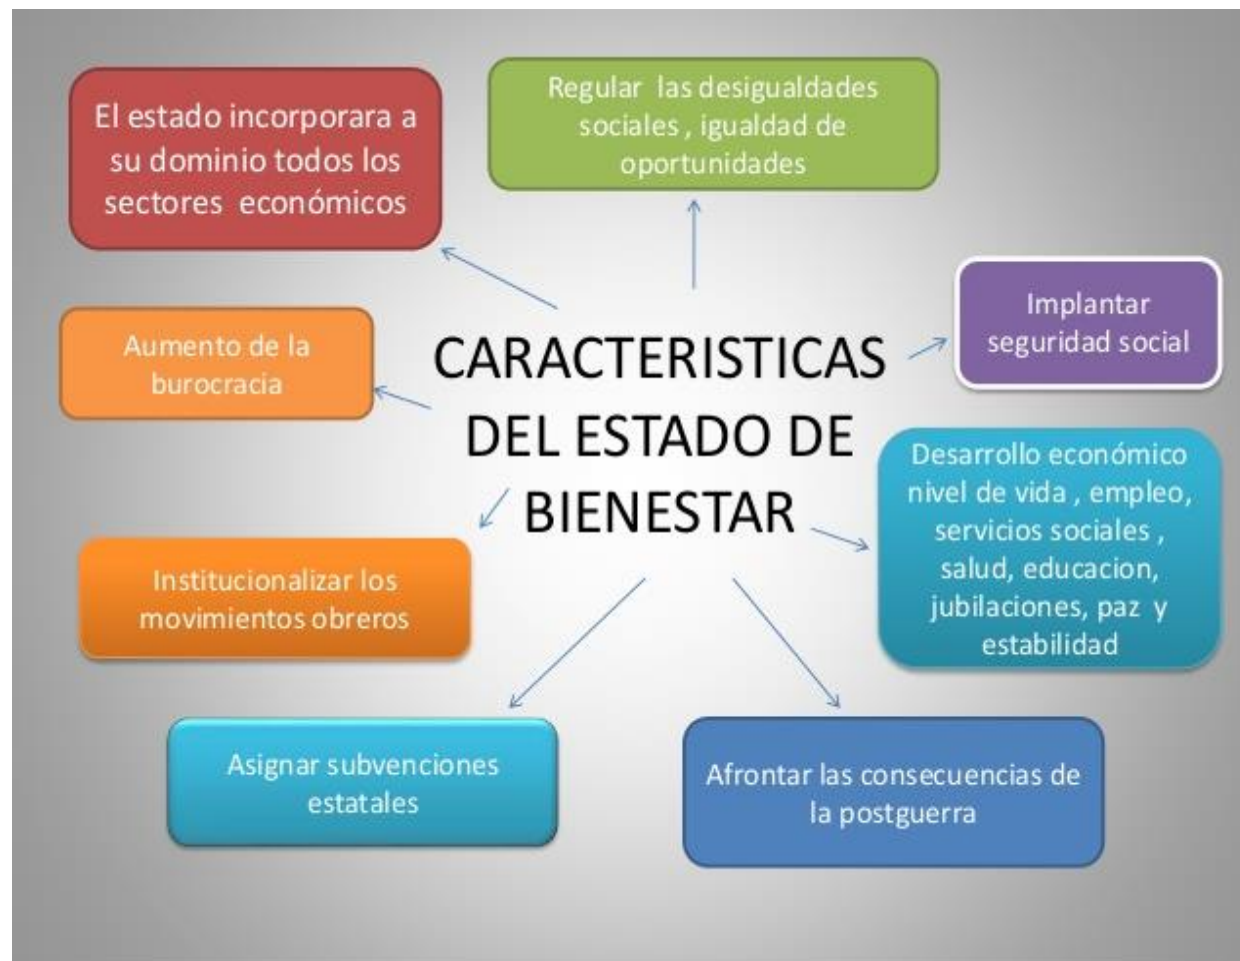 El estado incorporara a
su dominio todos los
sectores económicos
Regular las desigualdades
sociales , igualdad de
oportunidades
Implantar
seguridad social
Aumento de la
burocracia
CARACTERISTICAS
DEL ESTADO DE
BIENESTAR
Desarrollo económico
nivel de vida , empleo,
servicios sociales ,
salud, educacion,
jubilaciones, paz y
estabilidad
Institucionalizar los
movimientos obreros
Asignar subvenciones
estatales
Afrontar las consecuencias de
la postguerra